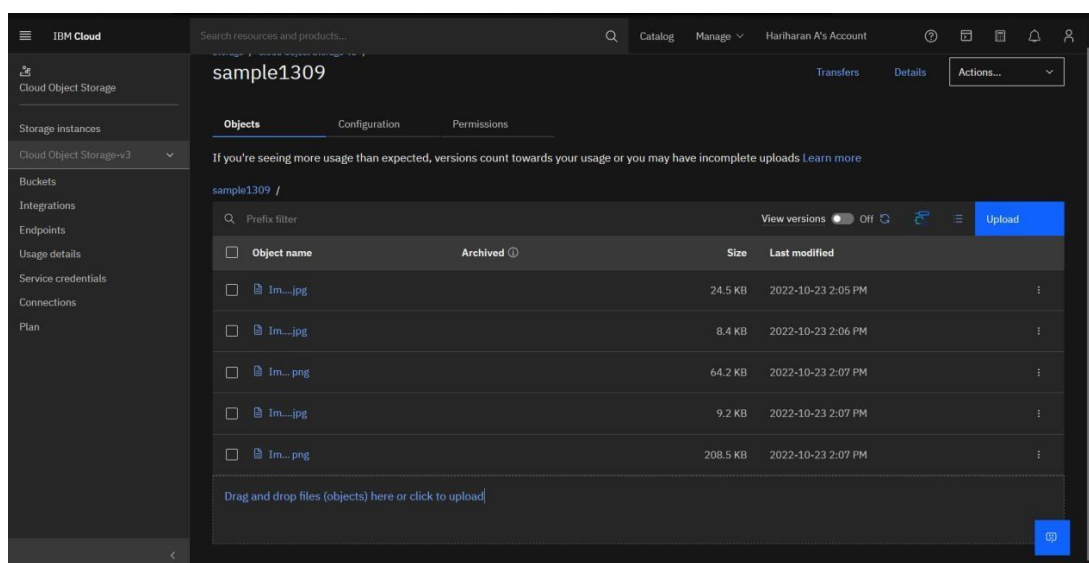 IBM Cloud
Search resources and products...
Catalog
Manage
Hariharan A's Account
Cloud Object Storage
Storage instances
Cloud Object Storage-v3
Buckets
Integrations
Endpoints
Usage details
Service credentials
Connections
Plan
sample1309
Transfers
Details
Actions...
Objects
Configuration
Permissions
If you're seeing more usage than expected, versions count towards your usage or you may have incomplete uploads Learn more
sample1309 /
Prefix filter
View versions
Off
Upload
Object name
Archived
Size
Last modified
Im....jpg 24.5 KB 2022-10-23 2:05 PM
Im....jpg 8.4 KB 2022-10-23 2:06 PM
Im... png 64.2 KB 2022-10-23 2:07 PM
Im....jpg 9.2 KB 2022-10-23 2:07 PM
Im... png 208.5 KB 2022-10-23 2:07 PM
Drag and drop files (objects) here or click to upload